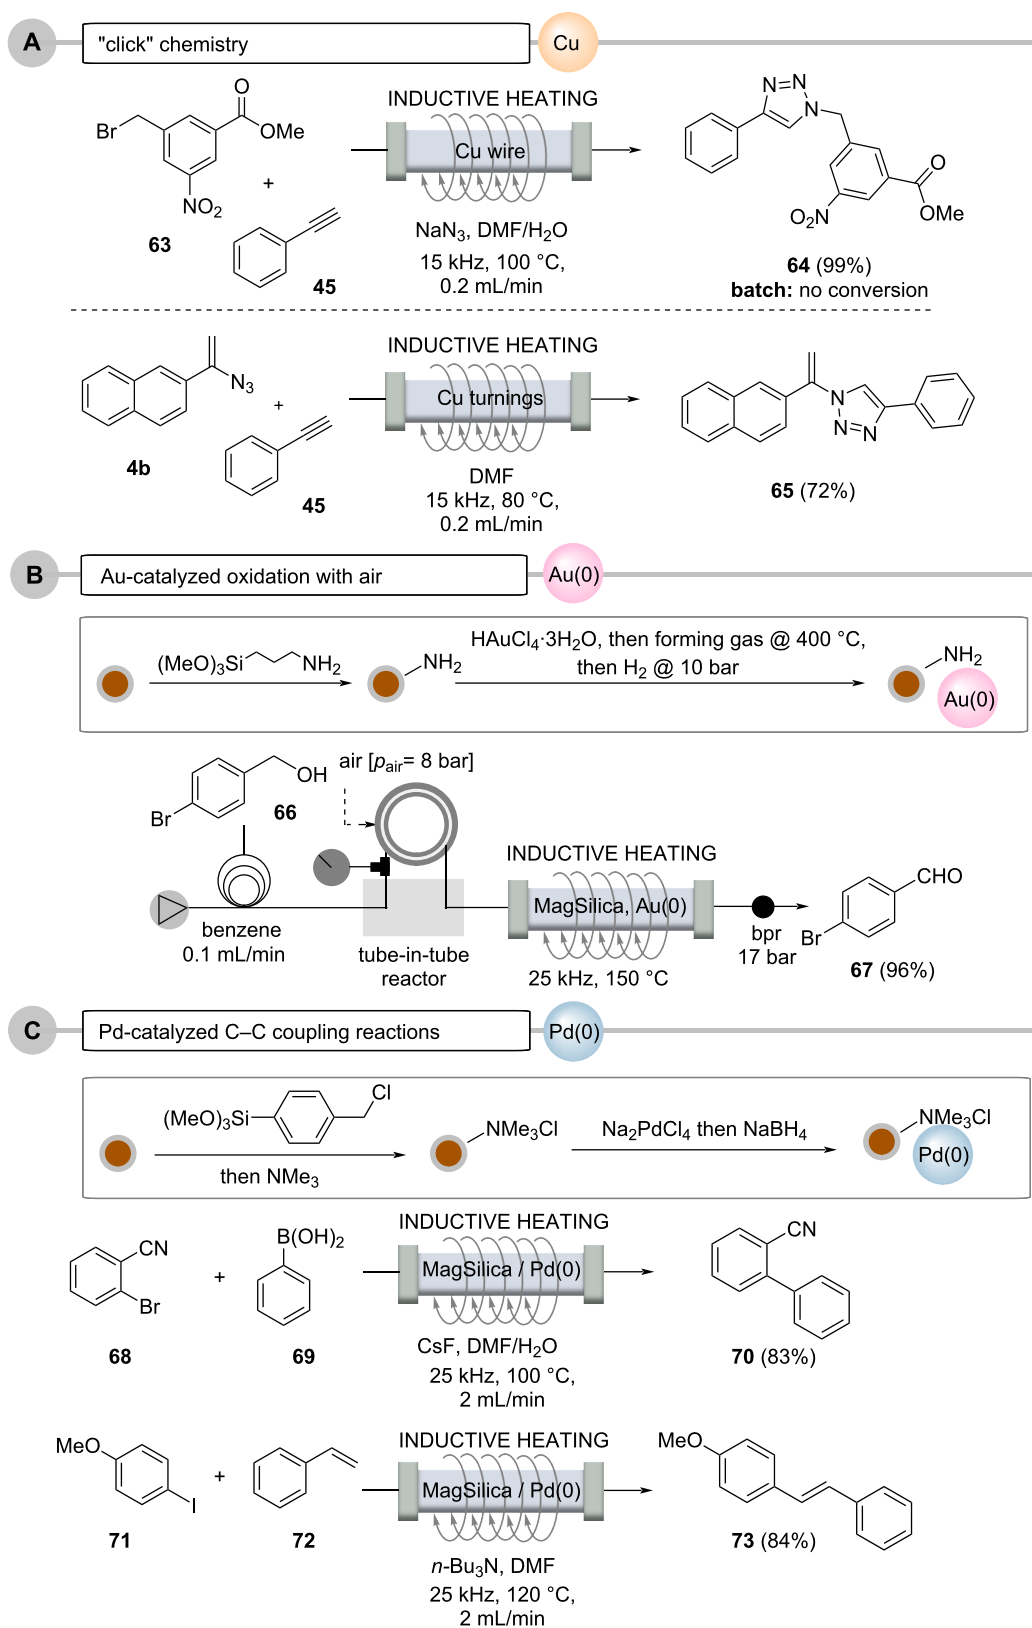 A
"click" chemistry
Cu
Br
O
OMe
NO2
63
+
45
INDUCTIVE HEATING
Cu wire
NaN3, DMF/H2O
15 kHz, 100 °C,
0.2 mL/min
N N
N
O
OMe
O2N
64 (99%)
batch: no conversion
N3
4b
+
45
INDUCTIVE HEATING
Cu turnings
DMF
15 kHz, 80 °C,
0.2 mL/min
N
N=N
65 (72%)
B
Au-catalyzed oxidation with air
Au(0)
(MeO)3Si NH2
NH2
HAuCl4·3H2O, then forming gas @ 400 °C,
then H2 @ 10 bar
NH2
Au(0)
OH
Br
66
air [pair= 8 bar]
benzene
0.1 mL/min
tube-in-tube
reactor
INDUCTIVE HEATING
MagSilica, Au(0)
25 kHz, 150 °C
bpr
17 bar
CHO
Br
67 (96%)
C
Pd-catalyzed C–C coupling reactions
Pd(0)
(MeO)3Si
Cl
then NMe3
NMe3Cl
Na2PdCl4 then NaBH4
NMe3Cl
Pd(0)
CN
Br
68
+
B(OH)2
69
INDUCTIVE HEATING
MagSilica / Pd(0)
CsF, DMF/H2O
25 kHz, 100 °C,
2 mL/min
CN
70 (83%)
MeO
I
71
+
72
INDUCTIVE HEATING
MagSilica / Pd(0)
n-Bu3N, DMF
25 kHz, 120 °C,
2 mL/min
MeO
73 (84%)